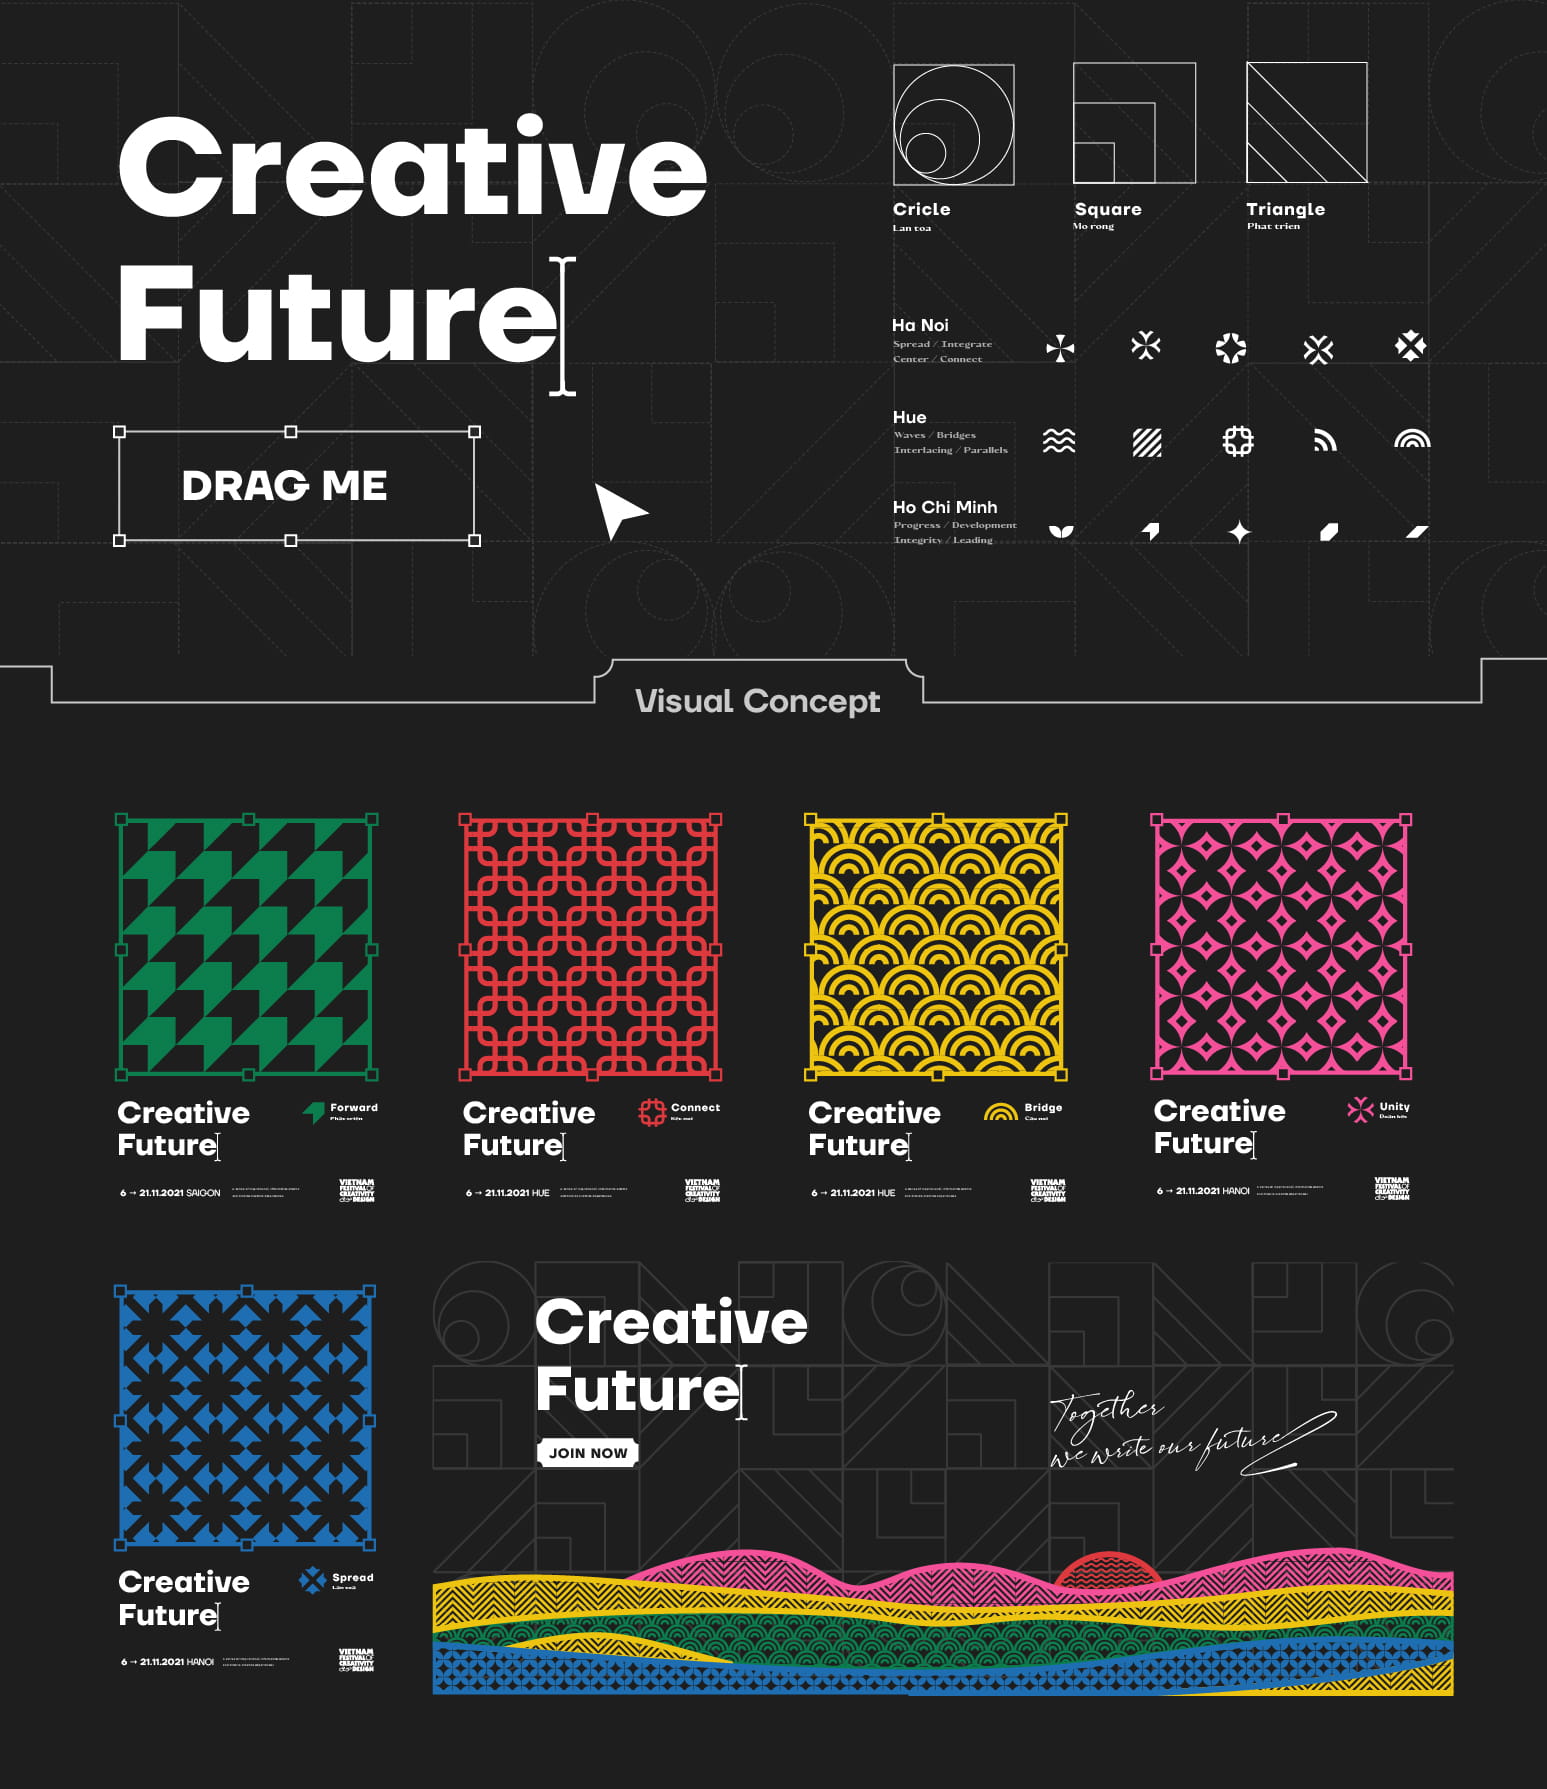 Creative
Future
DRAG ME
Cricle
Lan toa
Square
Mo rong
Triangle
Phat trien
Ha Noi
Spread / Integrate
Center / Connect
Hue
Waves / Bridges
Interlacing / Parallels
Ho Chi Minh
Progress / Development
Integrity / Leading
Visual Concept
Creative
Future
Forward
6 → 21.11.2021 SAIGON
VIETNAM
FESTIVAL OF
CREATIVITY
& DESIGN
Creative
Future
Connect
6 → 21.11.2021 HUE
VIETNAM
FESTIVAL OF
CREATIVITY
& DESIGN
Creative
Future
Bridge
6 → 21.11.2021 HUE
VIETNAM
FESTIVAL OF
CREATIVITY
& DESIGN
Creative
Future
Unity
6 → 21.11.2021 HANOI
VIETNAM
FESTIVAL OF
CREATIVITY
& DESIGN
Creative
Future
Spread
6 → 21.11.2021 HANOI
VIETNAM
FESTIVAL OF
CREATIVITY
& DESIGN
Creative
Future
JOIN NOW
Together
we write our future